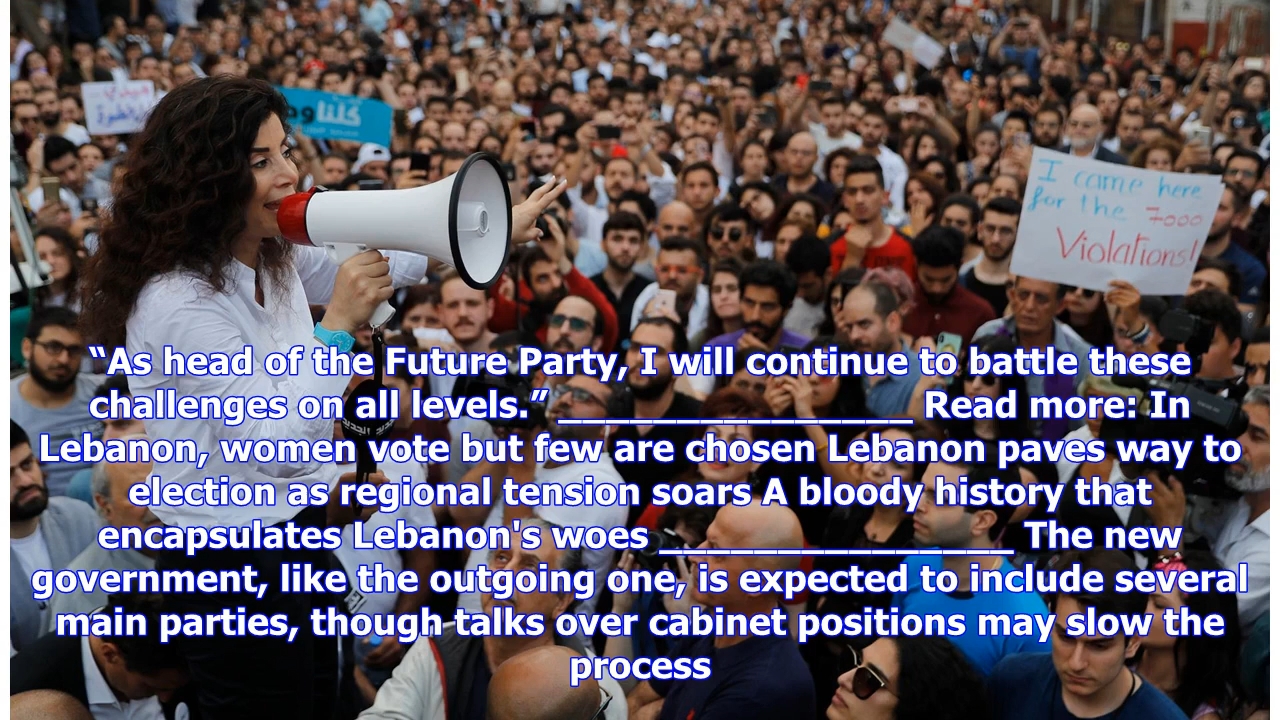 كلنا
I came here
for the 7000
Violations!
“As head of the Future Party, I will continue to battle these
challenges on all levels.” _______________ Read more: In
Lebanon, women vote but few are chosen Lebanon paves way to
election as regional tension soars A bloody history that
encapsulates Lebanon's woes _______________ The new
government, like the outgoing one, is expected to include several
main parties, though talks over cabinet positions may slow the
process